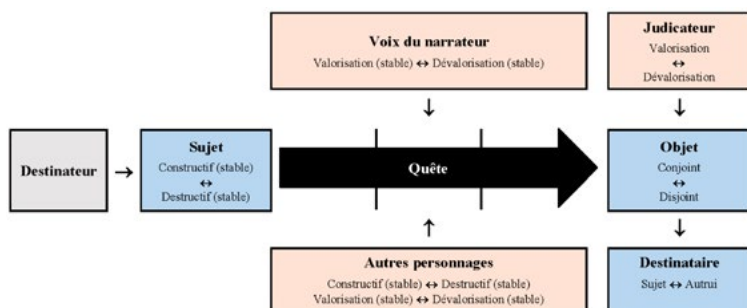 Voix du narrateur
Valorisation (stable) ↔ Dévalorisation (stable)
Judicateur
Valorisation
↔
Dévalorisation
Destinateur
Sujet
Constructif (stable)
↔
Destructif (stable)
Quête
Objet
Conjoint
↔
Disjoint
Autres personnages
Constructif (stable) ↔ Destructif (stable)
Valorisation (stable) ↔ Dévalorisation (stable)
Destinataire
Sujet ↔ Autrui